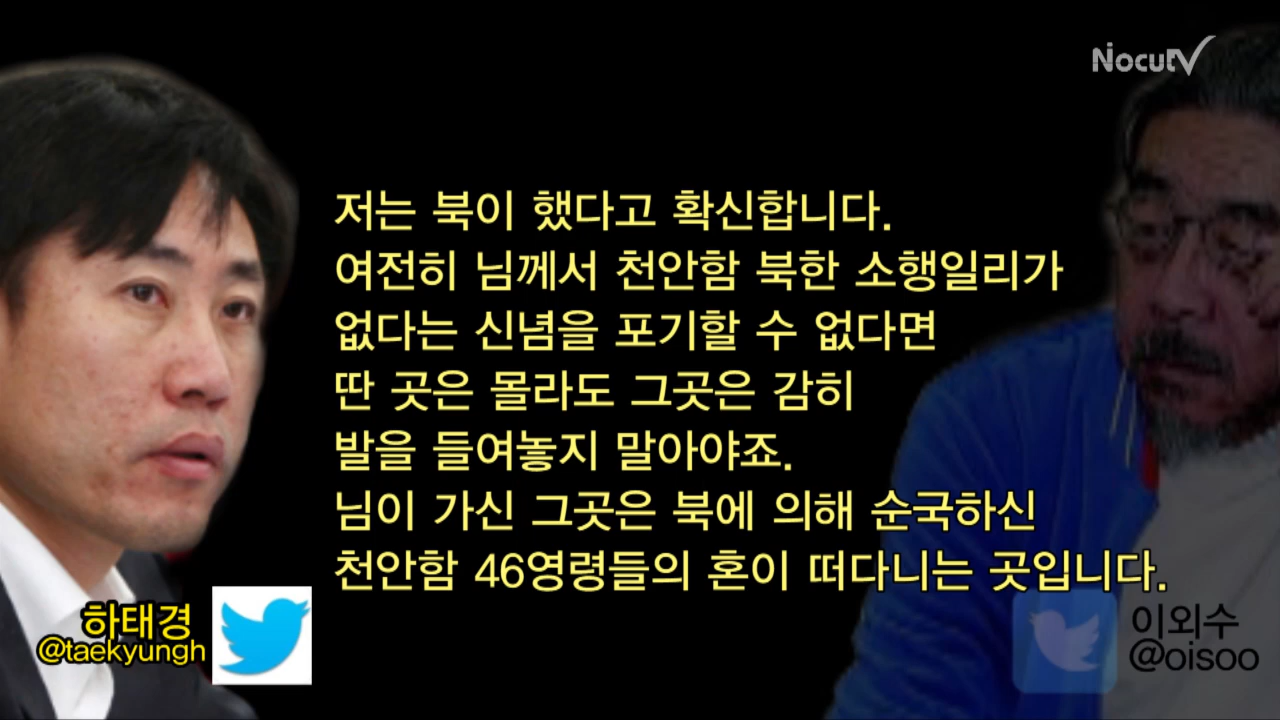 NocutV
저는 북이 했다고 확신합니다.
여전히 님께서 천안함 북한 소행일리가
없다는 신념을 포기할 수 없다면
딴 곳은 몰라도 그곳은 감히
발을 들여놓지 말아야죠.
님이 가신 그곳은 북에 의해 순국하신
천안함 46영령들의 혼이 떠다니는 곳입니다.
하태경
@taekyungh
이외수
@oisoo